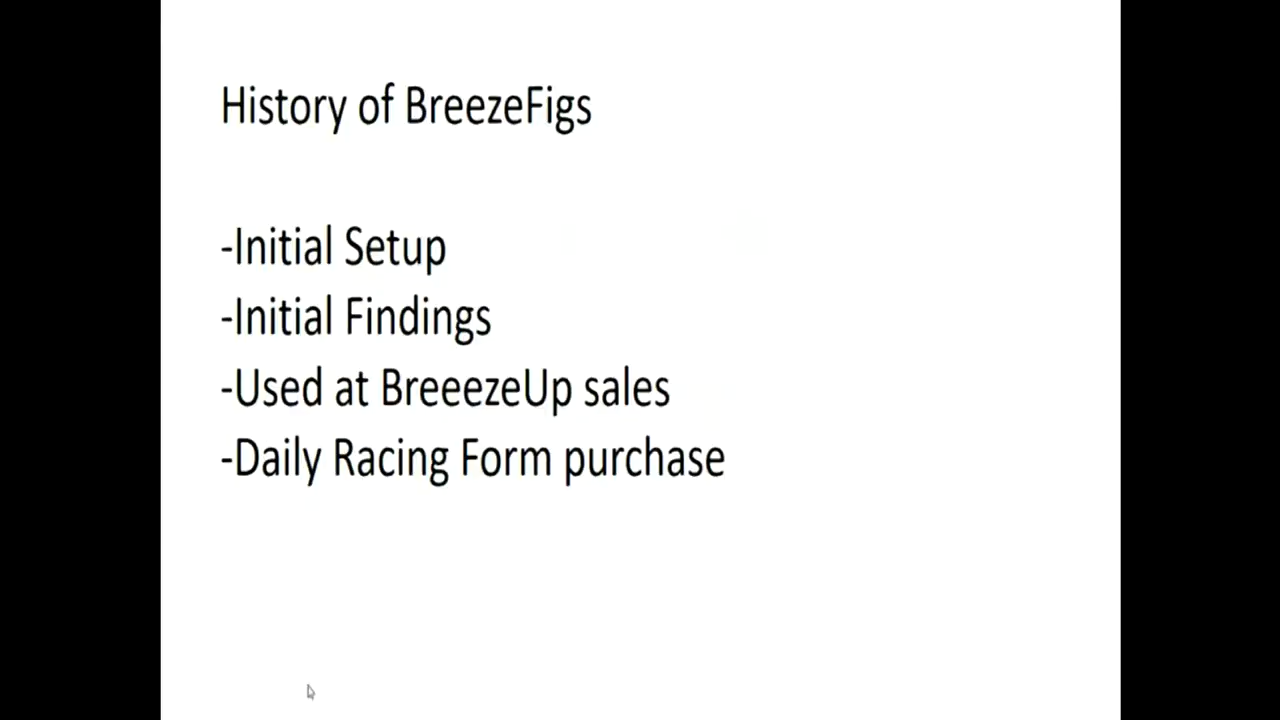 History of BreezeFigs
-Initial Setup
-Initial Findings
-Used at BreeezeUp sales
-Daily Racing Form purchase